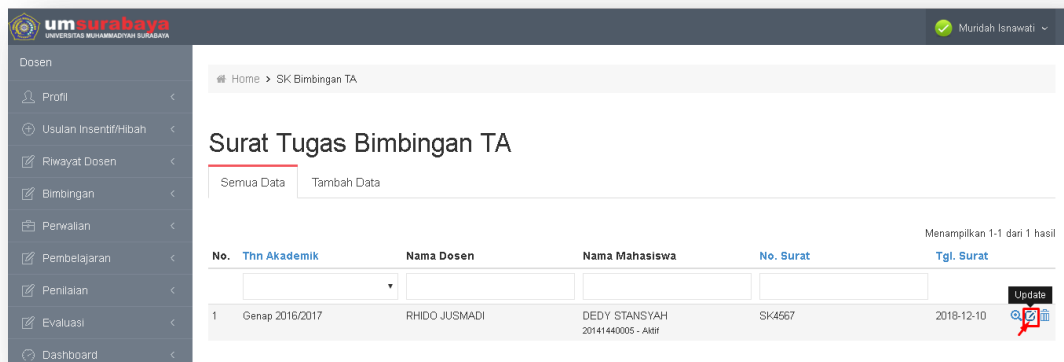 umsurabaya
UNIVERSITAS MUHAMMADIYAH SURABAYA
Muridah Isnawati
Dosen
Profil
Usulan Insentif/Hibah
Riwayat Dosen
Bimbingan
Perwalian
Pembelajaran
Penilaian
Evaluasi
Dashboard
Home > SK Bimbingan TA
Surat Tugas Bimbingan TA
Semua Data Tambah Data
Menampilkan 1-1 dari 1 hasil
No. Thn Akademik Nama Dosen Nama Mahasiswa No. Surat Tgl. Surat
Update
1 Genap 2016/2017 RHIDO JUSMADI DEDY STANSYAH SK4567 2018-12-10
20141440005 - Aktif